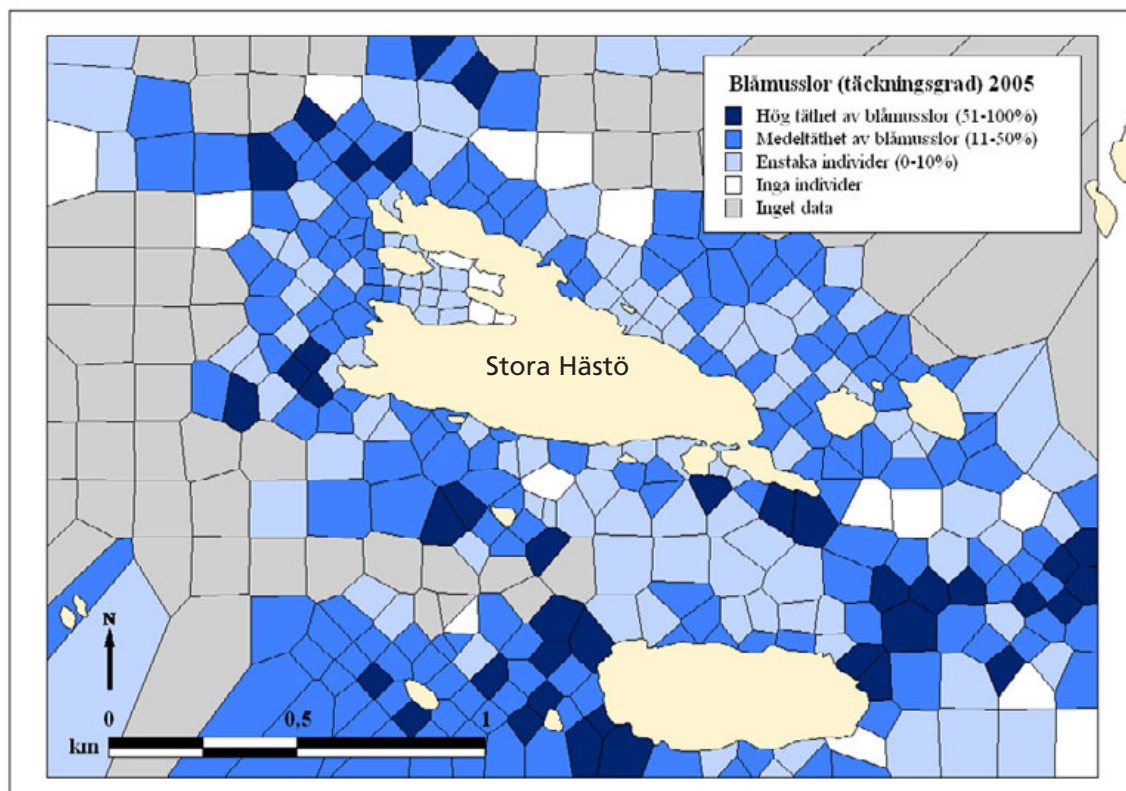 Blåmusslor (täckningsgrad) 2005
Hög täthet av blåmusslor (51-100%)
Medeltäthet av blåmusslor (11-50%)
Enstaka individer (0-10%)
Inga individer
Inget data
Stora Hästö
N
0 0,5 1
km